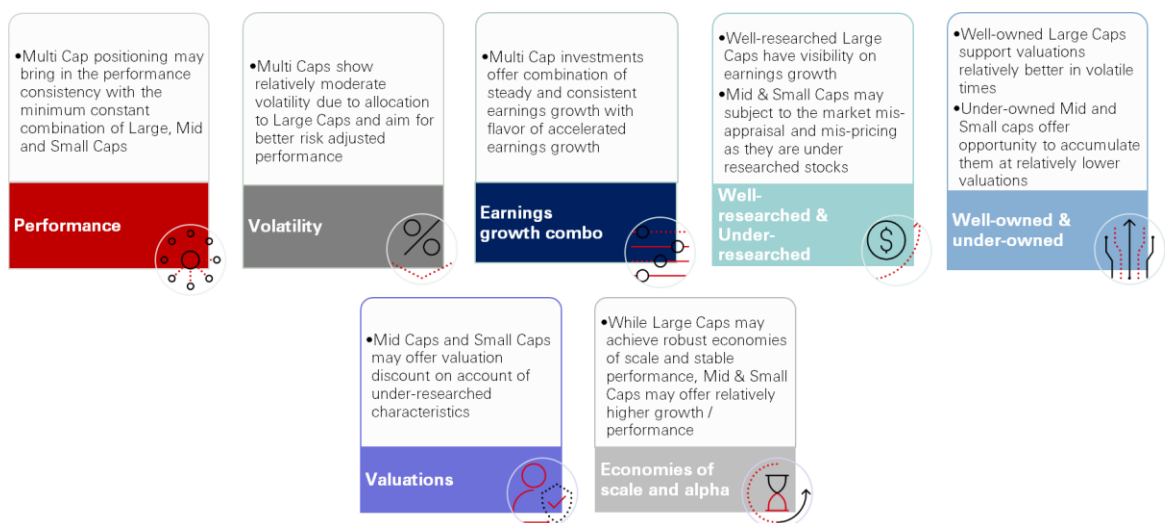 •Multi Cap positioning may
bring in the performance
consistency with the
minimum constant
combination of Large, Mid
and Small Caps
Performance
•Multi Caps show
relatively moderate
volatility due to allocation
to Large Caps and aim for
better risk adjusted
performance
Volatility
•Multi Cap investments
offer combination of
steady and consistent
earnings growth with
flavor of accelerated
earnings growth
Earnings
growth combo
•Well-researched Large
Caps have visibility on
earnings growth
•Mid & Small Caps may
subject to the market mis-
appraisal and mis-pricing
as they are under
researched stocks
Well-
researched &
Under-
researched
$
•Well-owned Large Caps
support valuations
relatively better in volatile
times
•Under-owned Mid and
Small caps offer
opportunity to accumulate
them at relatively lower
valuations
Well-owned &
under-owned
•Mid Caps and Small Caps
may offer valuation
discount on account of
under-researched
characteristics
Valuations
•While Large Caps may
achieve robust economies
of scale and stable
performance, Mid & Small
Caps may offer relatively
higher growth /
performance
Economies of
scale and alpha